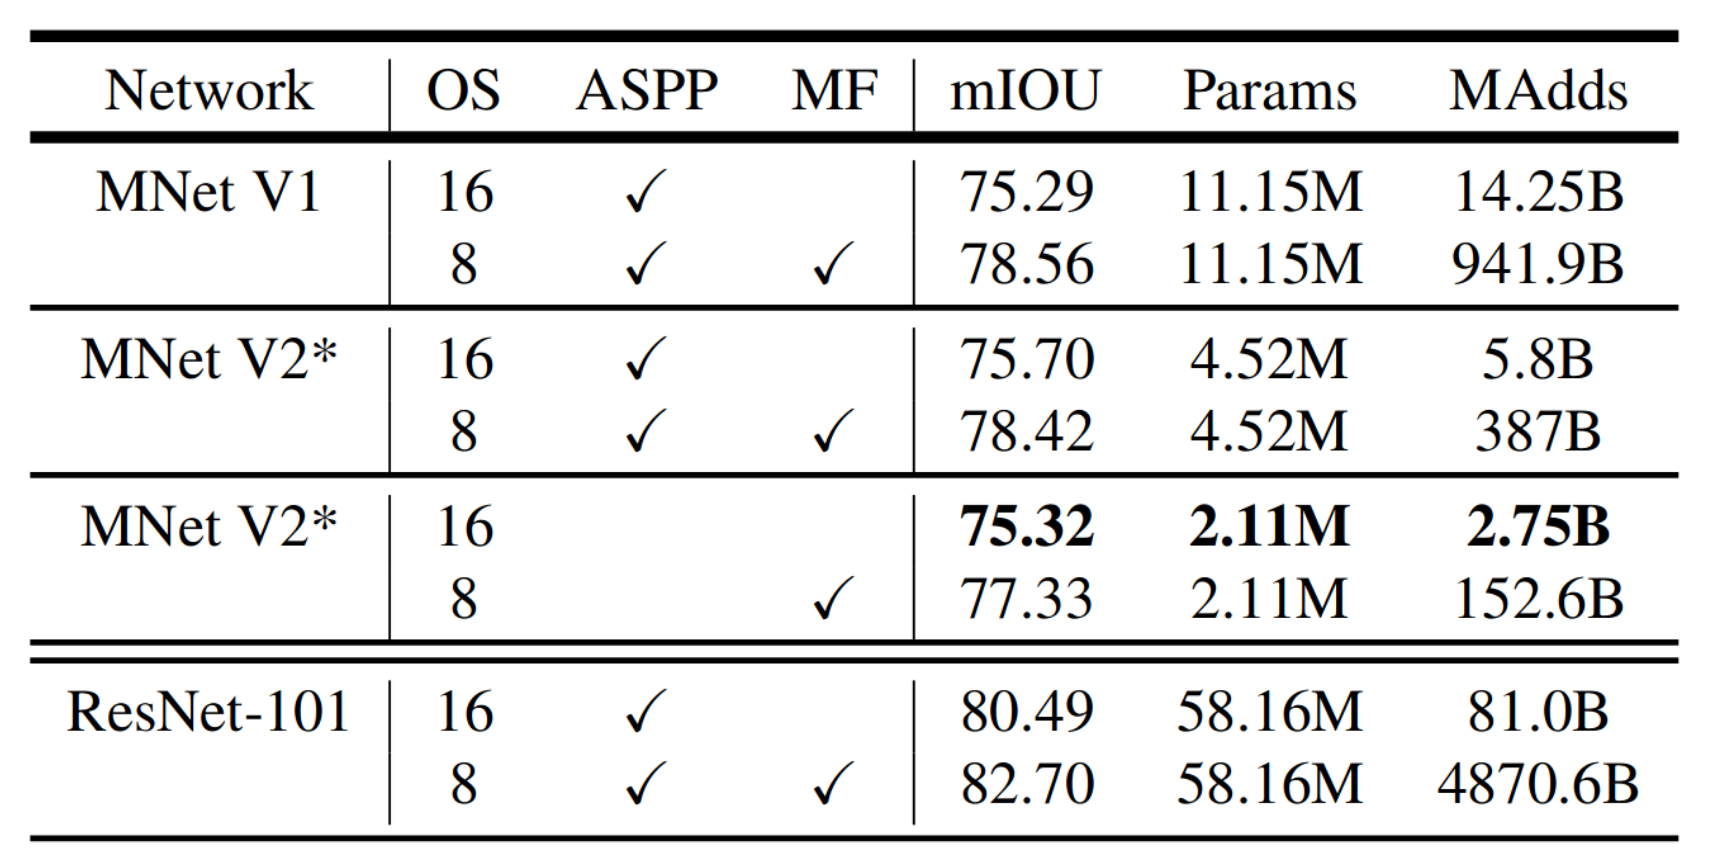 Network OS ASPP MF mIOU Params MAdds
MNet V1 16 ✓ 75.29 11.15M 14.25B
8 ✓ ✓ 78.56 11.15M 941.9B
MNet V2* 16 ✓ 75.70 4.52M 5.8B
8 ✓ ✓ 78.42 4.52M 387B
MNet V2* 16 75.32 2.11M 2.75B
8 ✓ 77.33 2.11M 152.6B
ResNet-101 16 ✓ 80.49 58.16M 81.0B
8 ✓ ✓ 82.70 58.16M 4870.6B